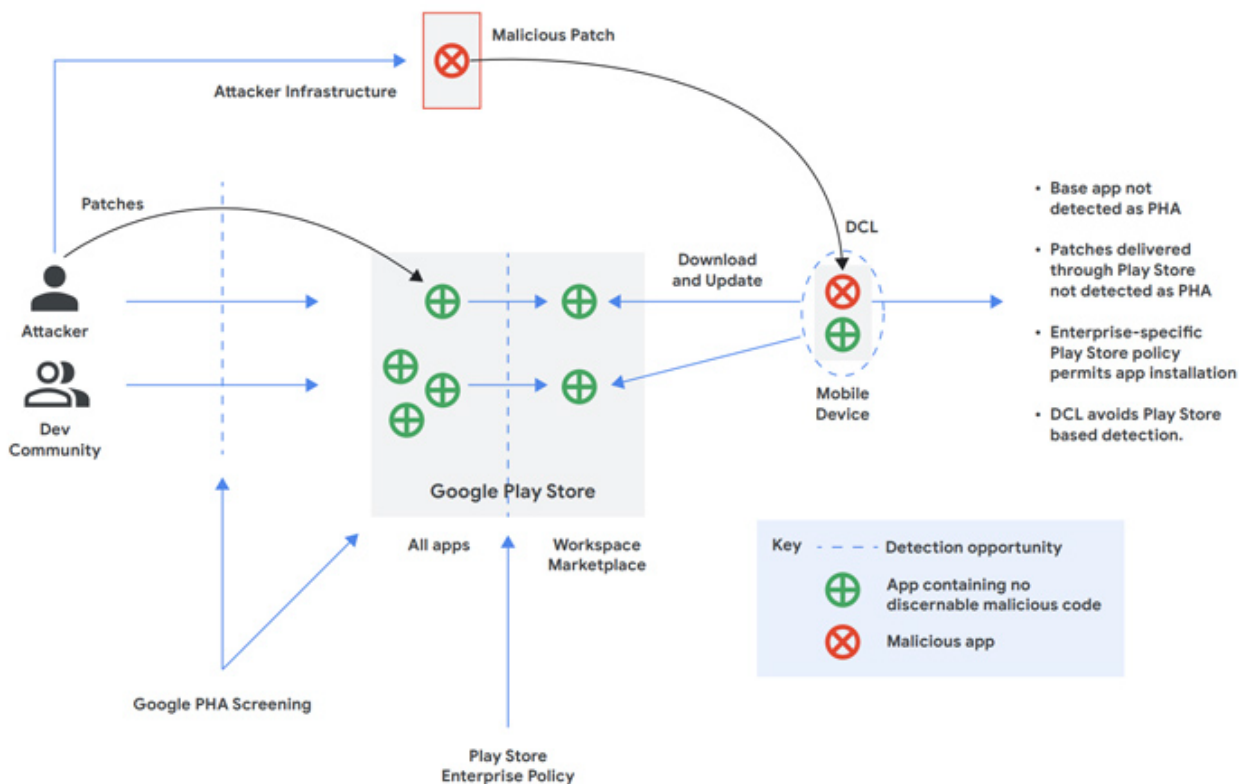 Malicious Patch
Attacker Infrastructure
Patches
DCL
Download
and Update
Attacker
Dev
Community
Mobile
Device
• Base app not
detected as PHA
• Patches delivered
through Play Store
not detected as PHA
• Enterprise-specific
Play Store policy
permits app installation
• DCL avoids Play Store
based detection.
Google Play Store
All apps
Workspace
Marketplace
Key
Detection opportunity
App containing no
discernable malicious code
Malicious app
Google PHA Screening
Play Store
Enterprise Policy